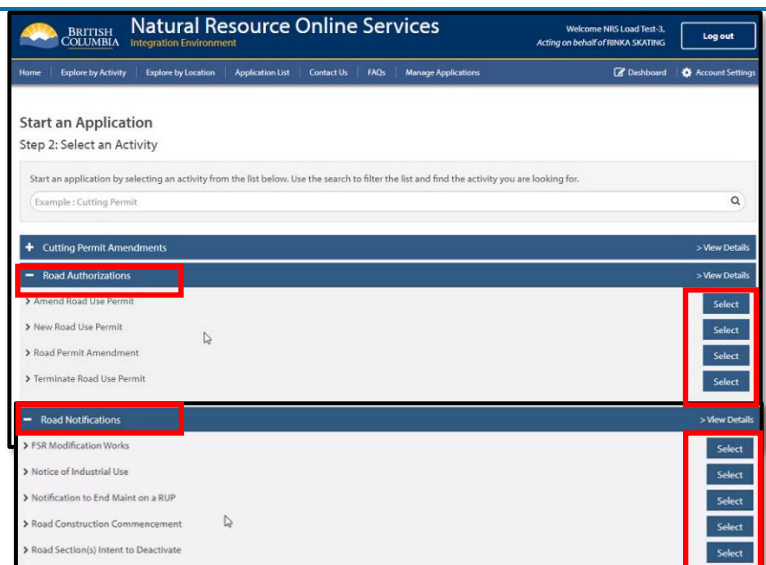 BRITISH COLUMBIA
Natural Resource Online Services
Integration Environment
Welcome NRS Load Test-3,
Acting on behalf of RINKA SKATING
Log out
Home Explore by Activity Explore by Location Application List Contact Us FAQs Manage Applications Dashboard Account Settings
Start an Application
Step 2: Select an Activity
Start an application by selecting an activity from the list below. Use the search to filter the list and find the activity you are looking for.
Example : Cutting Permit
+ Cutting Permit Amendments > View Details
− Road Authorizations > View Details
> Amend Road Use Permit Select
> New Road Use Permit Select
> Road Permit Amendment Select
> Terminate Road Use Permit Select
− Road Notifications > View Details
> FSR Modification Works Select
> Notice of Industrial Use Select
> Notification to End Maint on a RUP Select
> Road Construction Commencement Select
> Road Section(s) Intent to Deactivate Select